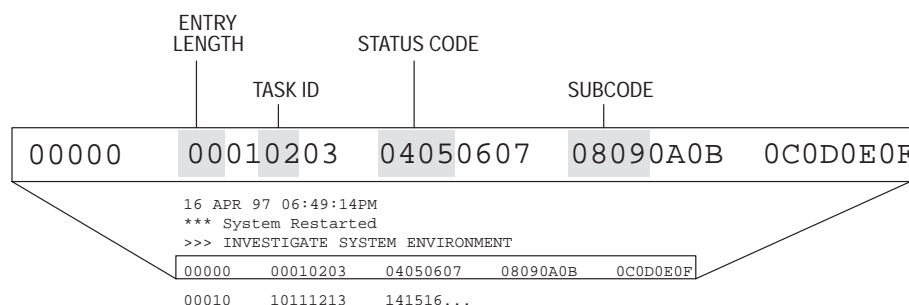 ENTRY
LENGTH
STATUS CODE
TASK ID
SUBCODE
00000 00010203 04050607 08090A0B 0C0D0E0F
16 APR 97 06:49:14PM
*** System Restarted
>>> INVESTIGATE SYSTEM ENVIRONMENT
00000 00010203 04050607 08090A0B 0C0D0E0F
00010 10111213 141516...